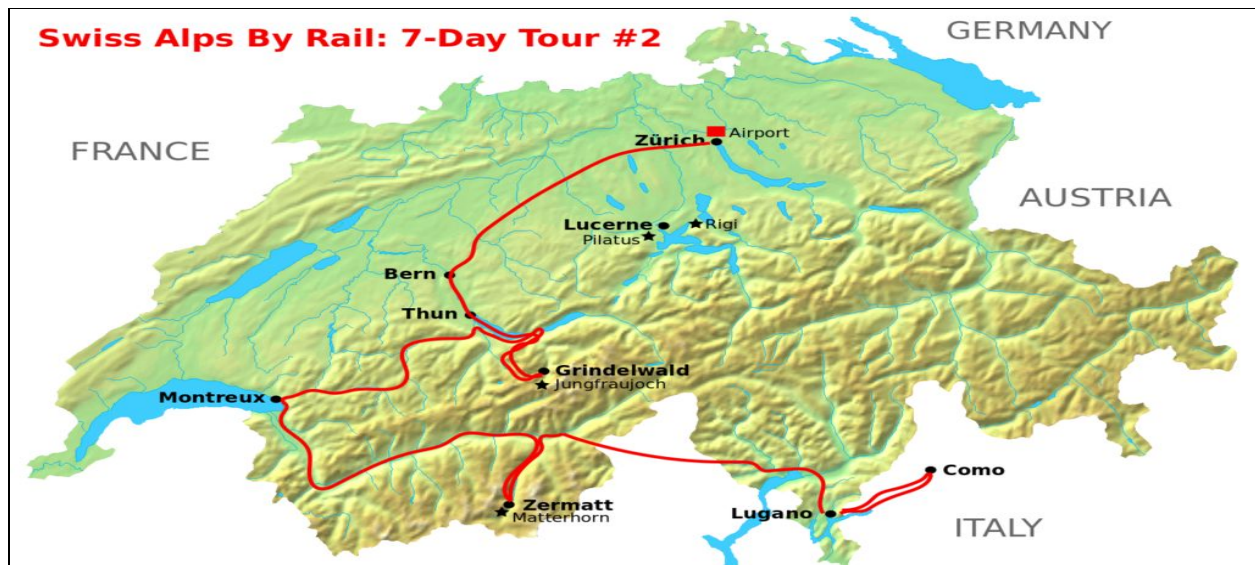 Swiss Alps By Rail: 7-Day Tour #2
GERMANY
FRANCE
Airport
Zürich
AUSTRIA
Lucerne
Rigi
Pilatus
Bern
Thun
Grindelwald
Jungfraujoch
Montreux
Como
Zermatt
Matterhorn
Lugano
ITALY